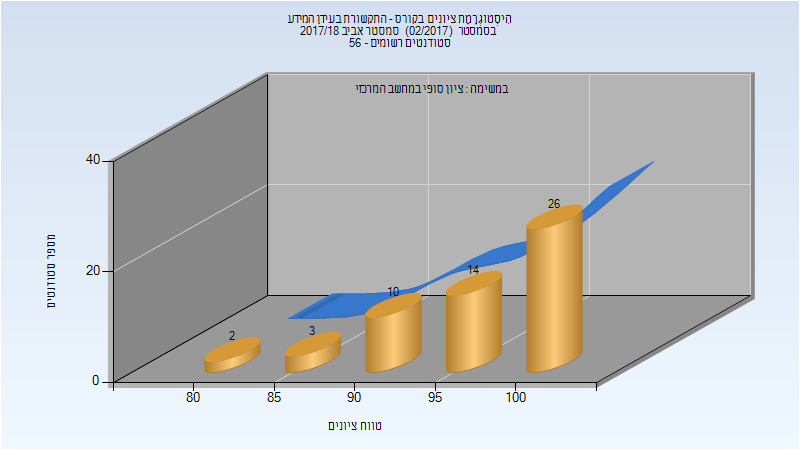 היסטוגרמת ציונים בקורס - התקשורת בעידן המידע
בסמסטר (02/2017) סמסטר אביב 2017/18
סטודנטים רשומים - 56
במשימה : ציון סופי במחשב המרכזי
מספר סטודנטים
40
20
0
2
3
10
14
26
80 85 90 95 100
טווח ציונים